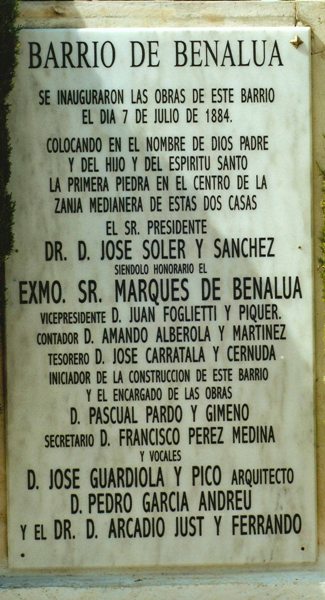 BARRIO DE BENALUA
SE INAUGURARON LAS OBRAS DE ESTE BARRIO
EL DIA 7 DE JULIO DE 1884.
COLOCANDO EN EL NOMBRE DE DIOS PADRE
Y DEL HIJO Y DEL ESPIRITU SANTO
LA PRIMERA PIEDRA EN EL CENTRO DE LA
ZANJA MEDIANERA DE ESTAS DOS CASAS
EL SR. PRESIDENTE
DR. D. JOSE SOLER Y SANCHEZ
SIENDOLO HONORARIO EL
EXMO. SR. MARQUES DE BENALUA
VICEPRESIDENTE D. JUAN FOGLIETTI Y PIQUER.
CONTADOR D. AMANDO ALBEROLA Y MARTINEZ
TESORERO D. JOSE CARRATALA Y CERNUDA
INICIADOR DE LA CONSTRUCCION DE ESTE BARRIO
Y EL ENCARGADO DE LAS OBRAS
D. PASCUAL PARDO Y GIMENO
SECRETARIO D. FRANCISCO PEREZ MEDINA
Y VOCALES
D. JOSE GUARDIOLA Y PICO ARQUITECTO
D. PEDRO GARCIA ANDREU
Y EL DR. D. ARCADIO JUST Y FERRANDO